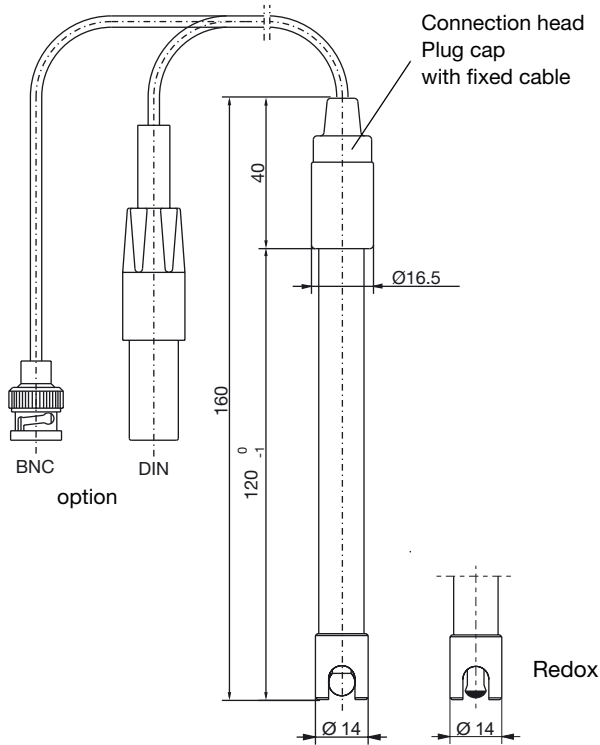 Connection head
Plug cap
with fixed cable
40
Ø16.5
160
120 0 -1
BNC
DIN
option
Redox
Ø 14
Ø 14